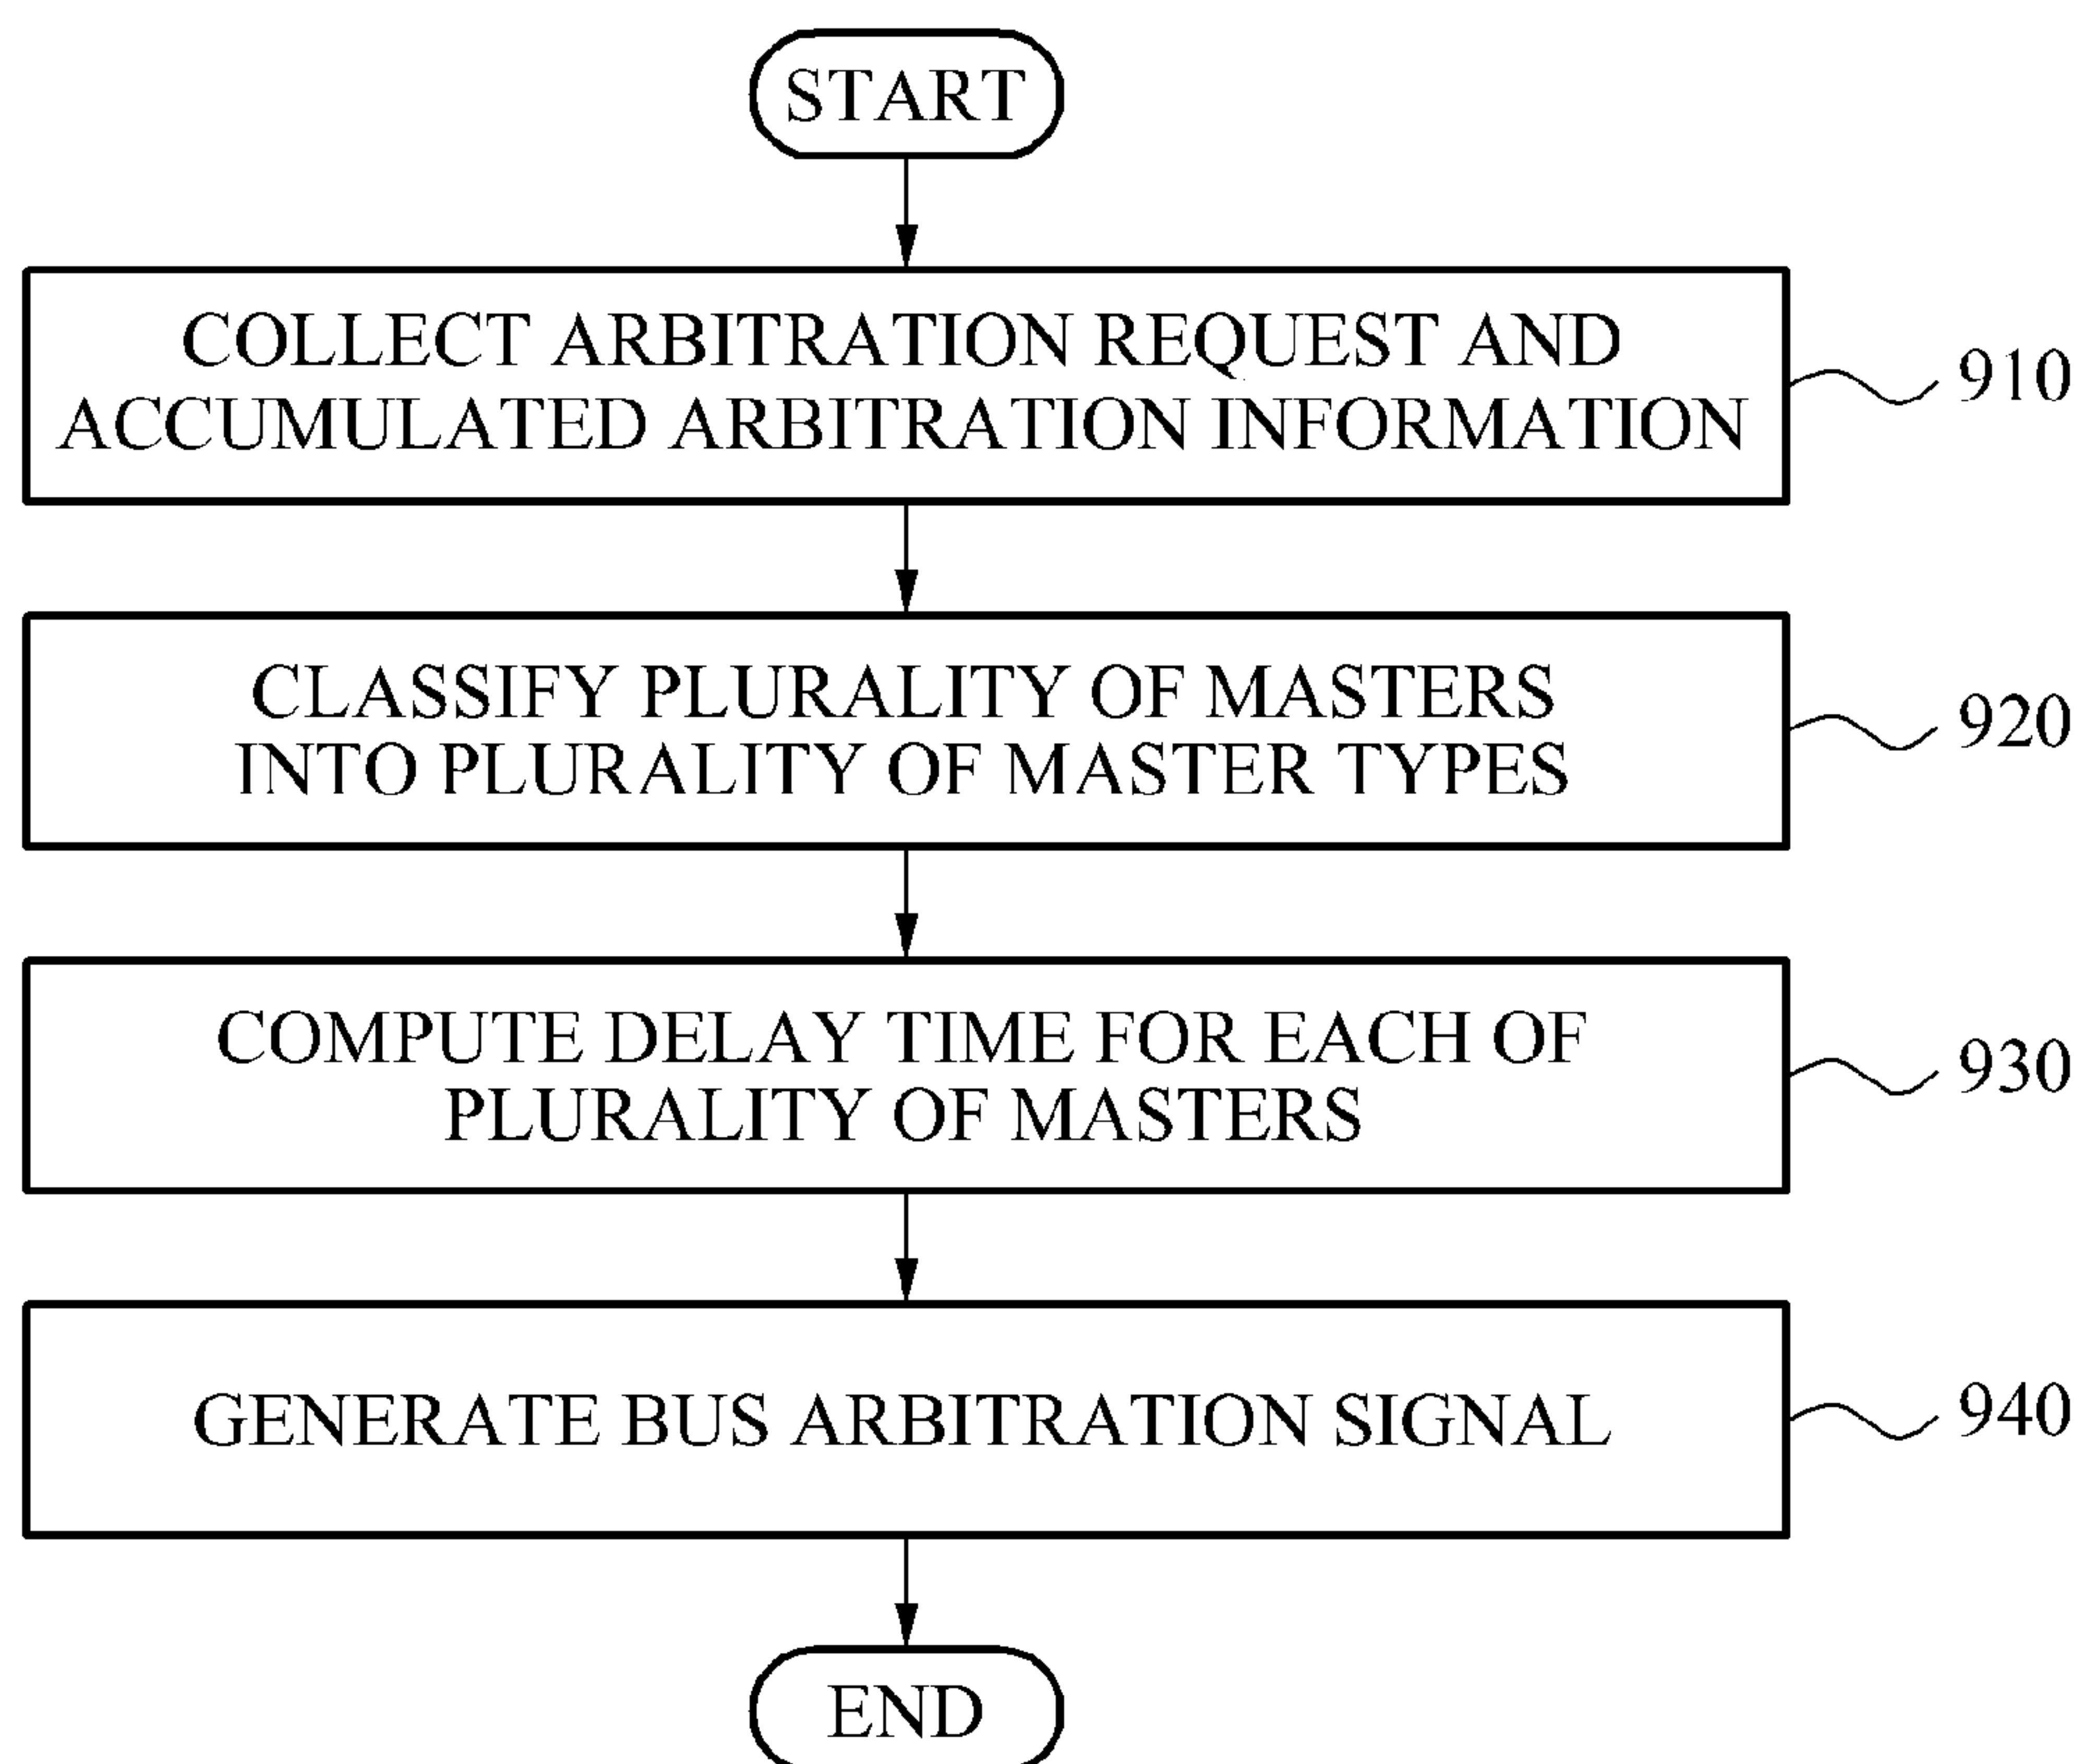 START
COLLECT ARBITRATION REQUEST AND
ACCUMULATED ARBITRATION INFORMATION
910
CLASSIFY PLURALITY OF MASTERS
INTO PLURALITY OF MASTER TYPES
920
COMPUTE DELAY TIME FOR EACH OF
PLURALITY OF MASTERS
930
GENERATE BUS ARBITRATION SIGNAL
940
END